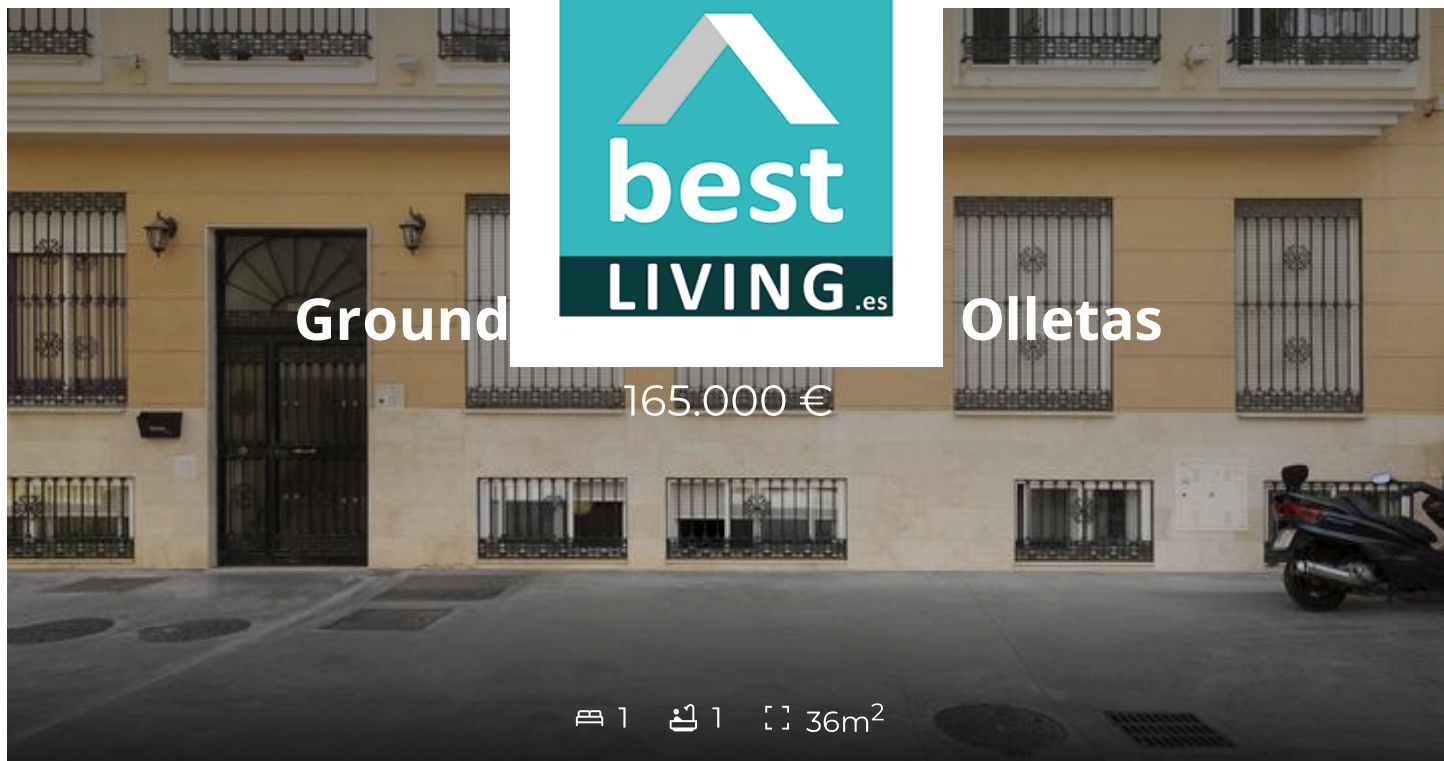 best
LIVING.es
Ground Olletas
165.000 €
1 1 36m²